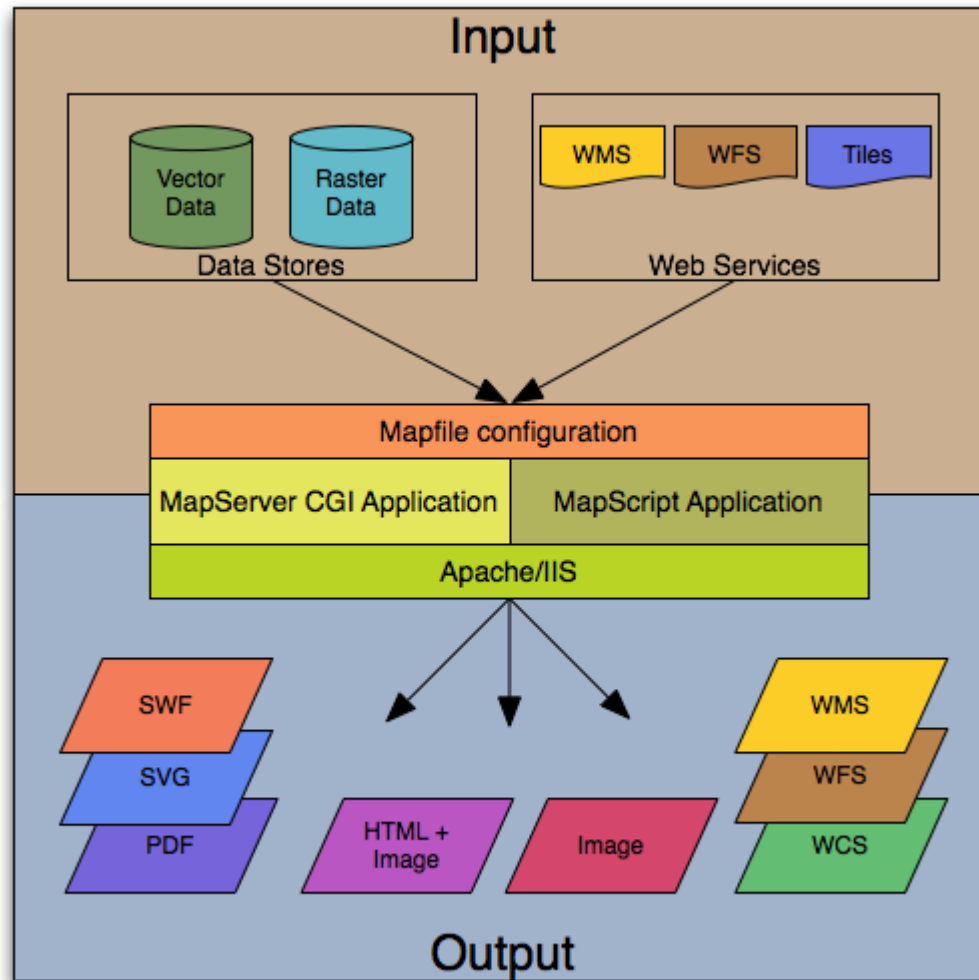 Input
Vector
Data
Raster
Data
Data Stores
WMS
WFS
Tiles
Web Services
Mapfile configuration
MapServer CGI Application
MapScript Application
Apache/IIS
SWF
SVG
PDF
HTML +
Image
Image
WMS
WFS
WCS
Output